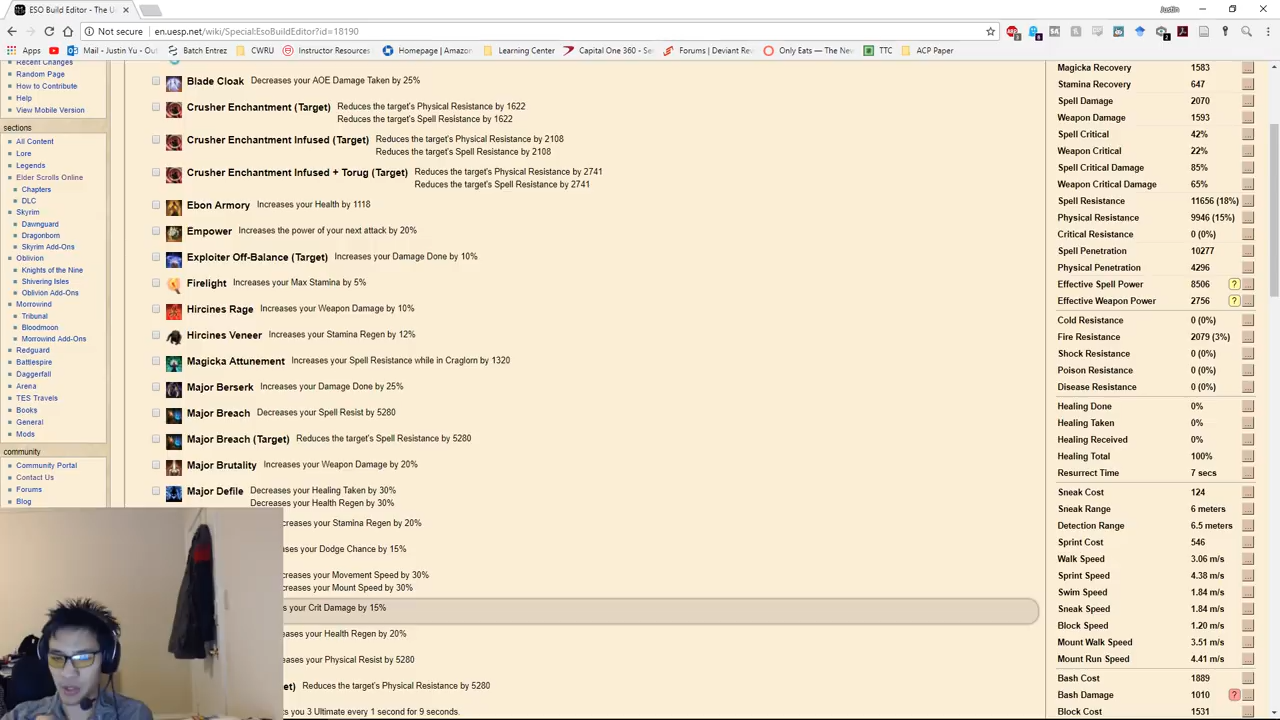 ESO Build Editor - The U
Justin
Not secure | en.uesp.net/wiki/Special:EsoBuildEditor?id=18190
Apps
Mail - Justin Yu - Out
Batch Entrez
CWRU
Instructor Resources
Homepage | Amazon
Learning Center
Capital One 360 - Se
Forums | Deviant Re
Only Eats — The New
TTC
ACP Paper
Recent Changes
Random Page
How to Contribute
Help
View Mobile Version
sections
All Content
Lore
Legends
Elder Scrolls Online
Chapters
DLC
Skyrim
Dawnguard
Dragonborn
Skyrim Add-Ons
Oblivion
Knights of the Nine
Shivering Isles
Oblivion Add-Ons
Morrowind
Tribunal
Bloodmoon
Morrowind Add-Ons
Redguard
Battlespire
Daggerfall
Arena
TES Travels
Books
General
Mods
community
Community Portal
Contact Us
Forums
Blog
Blade Cloak Decreases your AOE Damage Taken by 25%
Crusher Enchantment (Target) Reduces the target's Physical Resistance by 1622
Reduces the target's Spell Resistance by 1622
Crusher Enchantment Infused (Target) Reduces the target's Physical Resistance by 2108
Reduces the target's Spell Resistance by 2108
Crusher Enchantment Infused + Torug (Target) Reduces the target's Physical Resistance by 2741
Reduces the target's Spell Resistance by 2741
Ebon Armory Increases your Health by 1118
Empower Increases the power of your next attack by 20%
Exploiter Off-Balance (Target) Increases your Damage Done by 10%
Firelight Increases your Max Stamina by 5%
Hircines Rage Increases your Weapon Damage by 10%
Hircines Veneer Increases your Stamina Regen by 12%
Magicka Attunement Increases your Spell Resistance while in Craglorn by 1320
Major Berserk Increases your Damage Done by 25%
Major Breach Decreases your Spell Resist by 5280
Major Breach (Target) Reduces the target's Spell Resistance by 5280
Major Brutality Increases your Weapon Damage by 20%
Major Defile Decreases your Healing Taken by 30%
Decreases your Health Regen by 30%
creases your Stamina Regen by 20%
ases your Dodge Chance by 15%
creases your Movement Speed by 30%
creases your Mount Speed by 30%
s your Crit Damage by 15%
eases your Health Regen by 20%
ases your Physical Resist by 5280
et) Reduces the target's Physical Resistance by 5280
ts you 3 Ultimate every 1 second for 9 seconds.
Magicka Recovery 1583
Stamina Recovery 647
Spell Damage 2070
Weapon Damage 1593
Spell Critical 42%
Weapon Critical 22%
Spell Critical Damage 85%
Weapon Critical Damage 65%
Spell Resistance 11656 (18%)
Physical Resistance 9946 (15%)
Critical Resistance 0 (0%)
Spell Penetration 10277
Physical Penetration 4296
Effective Spell Power 8506 ?
Effective Weapon Power 2756 ?
Cold Resistance 0 (0%)
Fire Resistance 2079 (3%)
Shock Resistance 0 (0%)
Poison Resistance 0 (0%)
Disease Resistance 0 (0%)
Healing Done 0%
Healing Taken 0%
Healing Received 0%
Healing Total 100%
Resurrect Time 7 secs
Sneak Cost 124
Sneak Range 6 meters
Detection Range 6.5 meters
Sprint Cost 546
Walk Speed 3.06 m/s
Sprint Speed 4.38 m/s
Swim Speed 1.84 m/s
Sneak Speed 1.84 m/s
Block Speed 1.20 m/s
Mount Walk Speed 3.51 m/s
Mount Run Speed 4.41 m/s
Bash Cost 1889
Bash Damage 1010 ?
Block Cost 1531